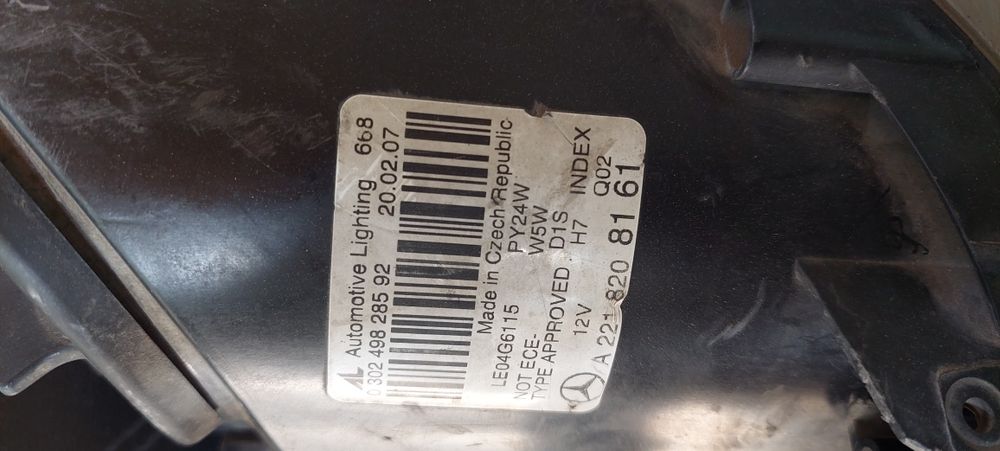 AL Automotive Lighting 668
0 302 498 285 92 20.02.07
Made in Czech Republic
LE04G6115 PY24W
NOT ECE- W5W
TYPE APPROVED D1S
12V H7 INDEX
Q02
A 221 820 81 61